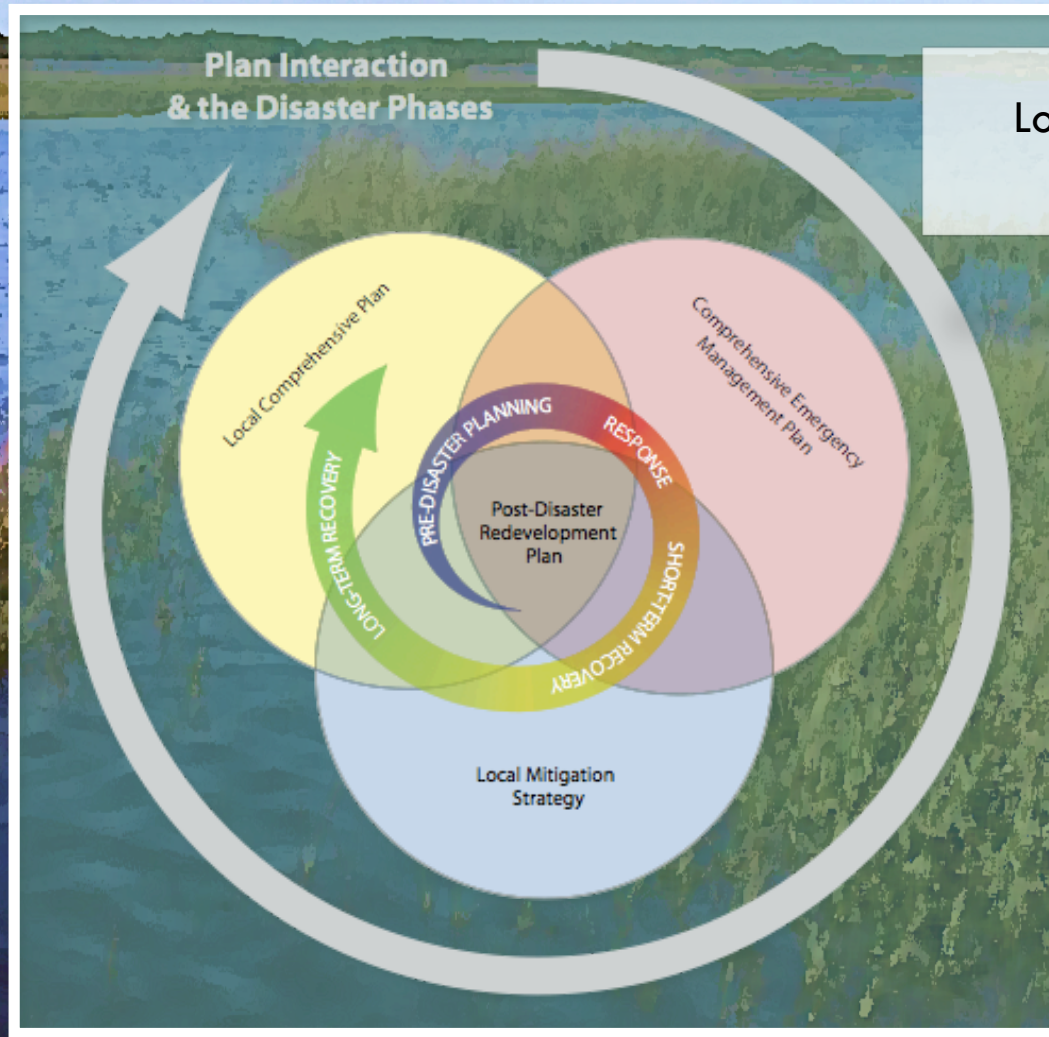 Plan Interaction
& the Disaster Phases
Lo
Local Comprehensive Plan
Comprehensive Emergency
Management Plan
PRE-DISASTER PLANNING
RESPONSE
SHORT-TERM RECOVERY
LONG-TERM RECOVERY
Post-Disaster
Redevelopment
Plan
Local Mitigation
Strategy